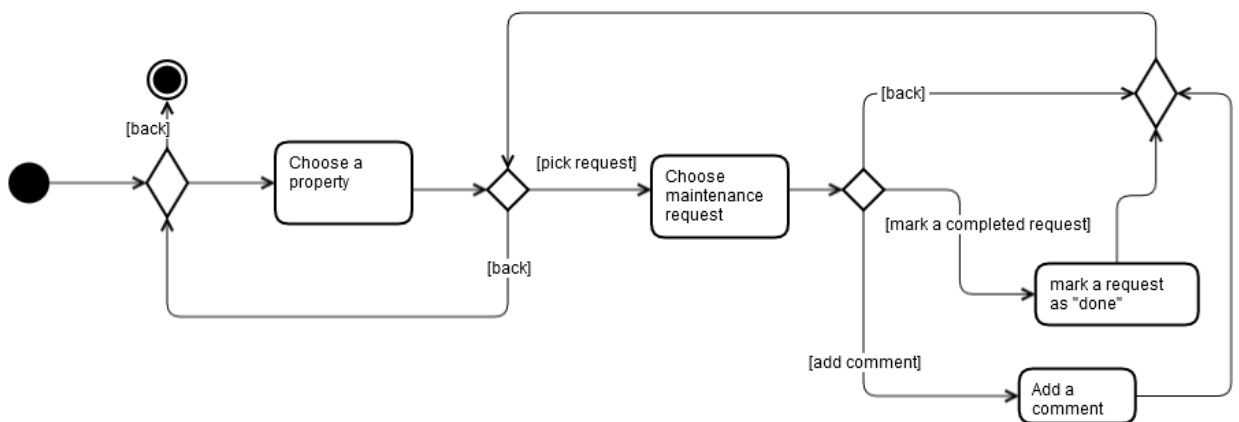 [back]
Choose a
property
[pick request]
Choose
maintenance
request
[back]
[mark a completed request]
[back]
mark a request
as "done"
[add comment]
Add a
comment